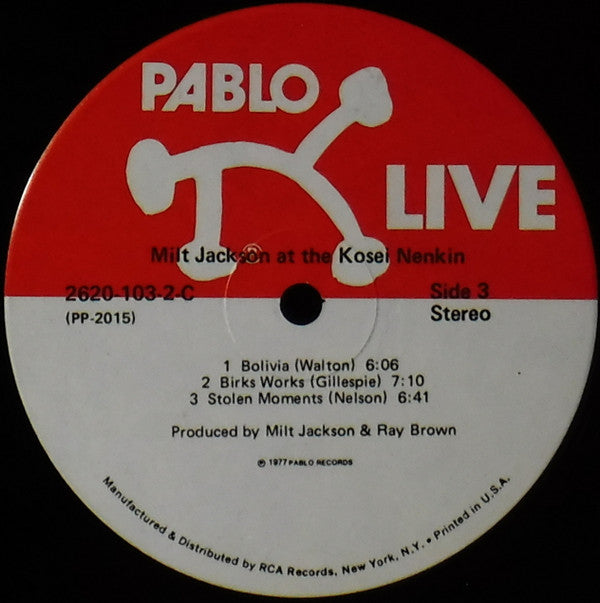 PABLO
LIVE
Milt Jackson at the Kosei Nenkin
2620-103-2-C
Side 3
(PP-2015)
Stereo
1 Bolivia (Walton) 6:06
2 Birks Works (Gillespie) 7:10
3 Stolen Moments (Nelson) 6:41
Produced by Milt Jackson & Ray Brown
℗ 1977 PABLO RECORDS
Manufactured & Distributed by RCA Records, New York, N.Y. • Printed in U.S.A.